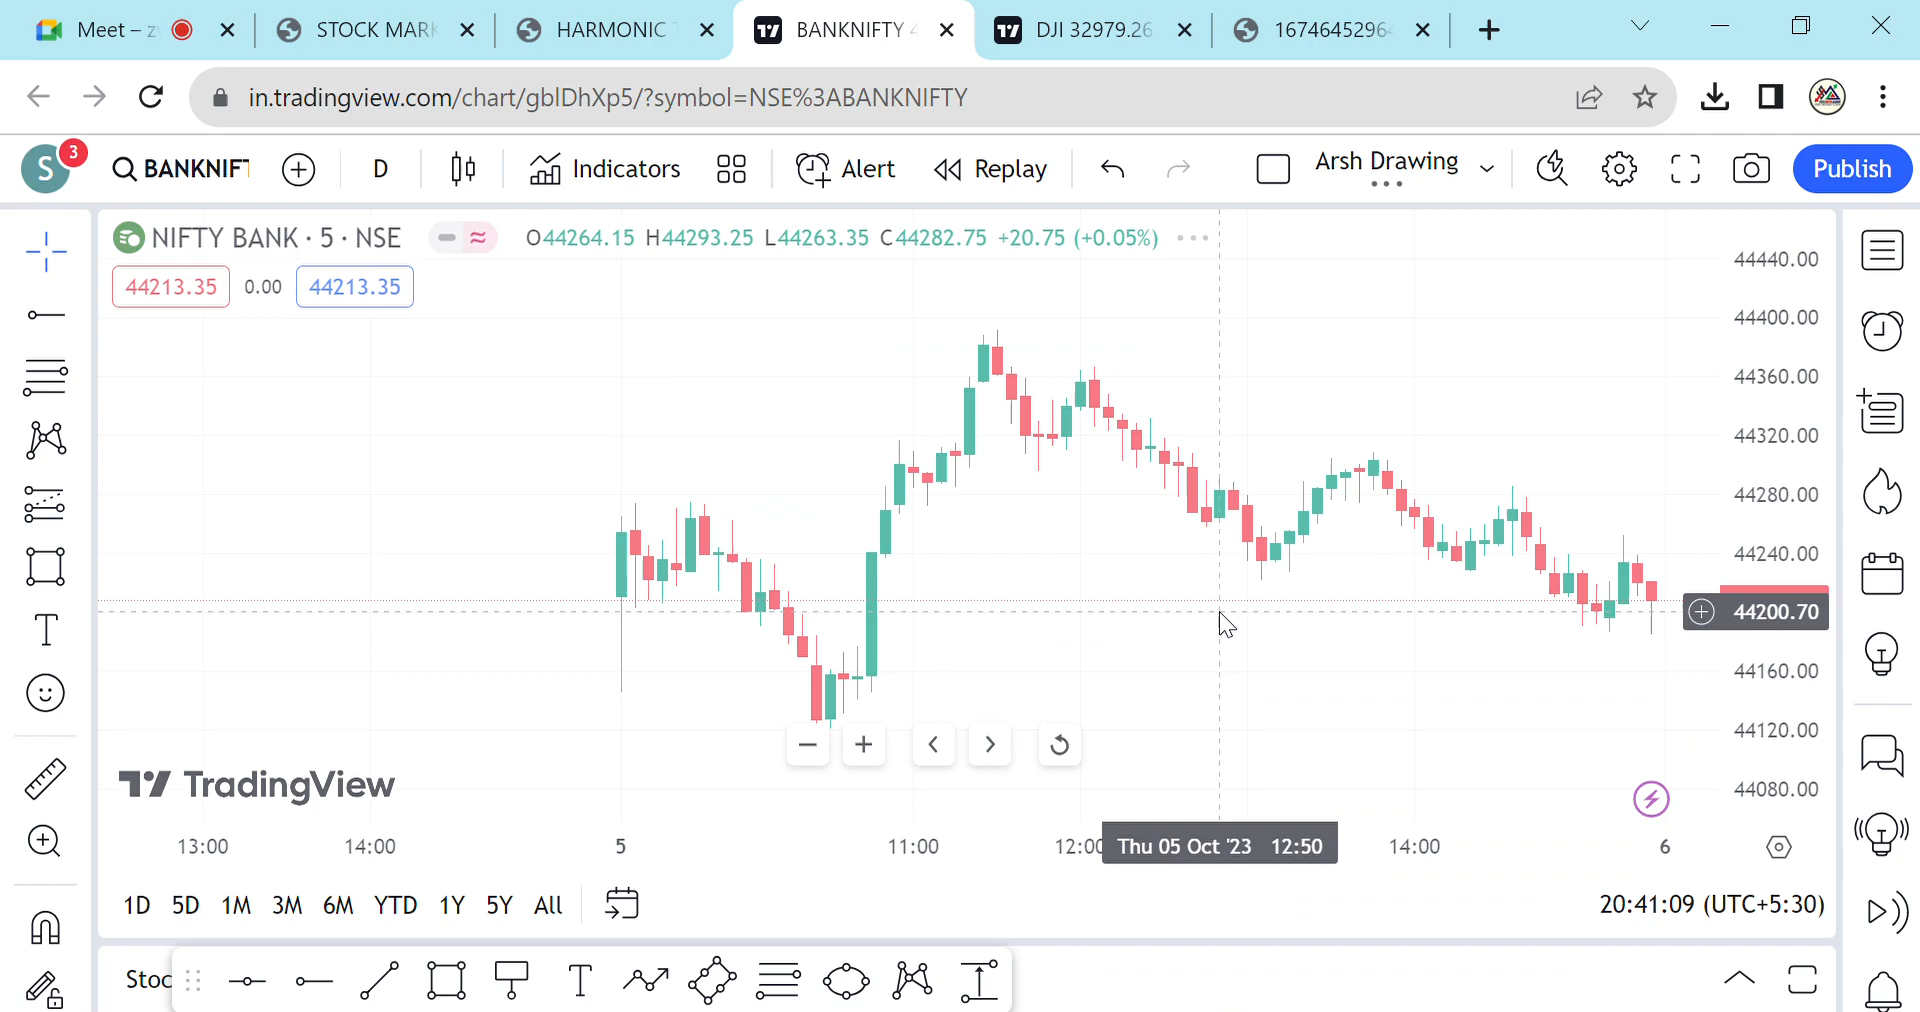 Meet – z
STOCK MARK
HARMONIC T
BANKNIFTY 4
DJI 32979.26
16746452964
in.tradingview.com/chart/gblDhXp5/?symbol=NSE%3ABANKNIFTY
S
3
BANKNIFT
D
Indicators
Alert
Replay
Arsh Drawing
Publish
NIFTY BANK · 5 · NSE
O44264.15 H44293.25 L44263.35 C44282.75 +20.75 (+0.05%)
44213.35
0.00
44213.35
44440.00
44400.00
44360.00
44320.00
44280.00
44240.00
44200.70
44160.00
44120.00
44080.00
TradingView
13:00
14:00
5
11:00
12:00
Thu 05 Oct '23 12:50
14:00
6
1D 5D 1M 3M 6M YTD 1Y 5Y All
20:41:09 (UTC+5:30)
Stoc